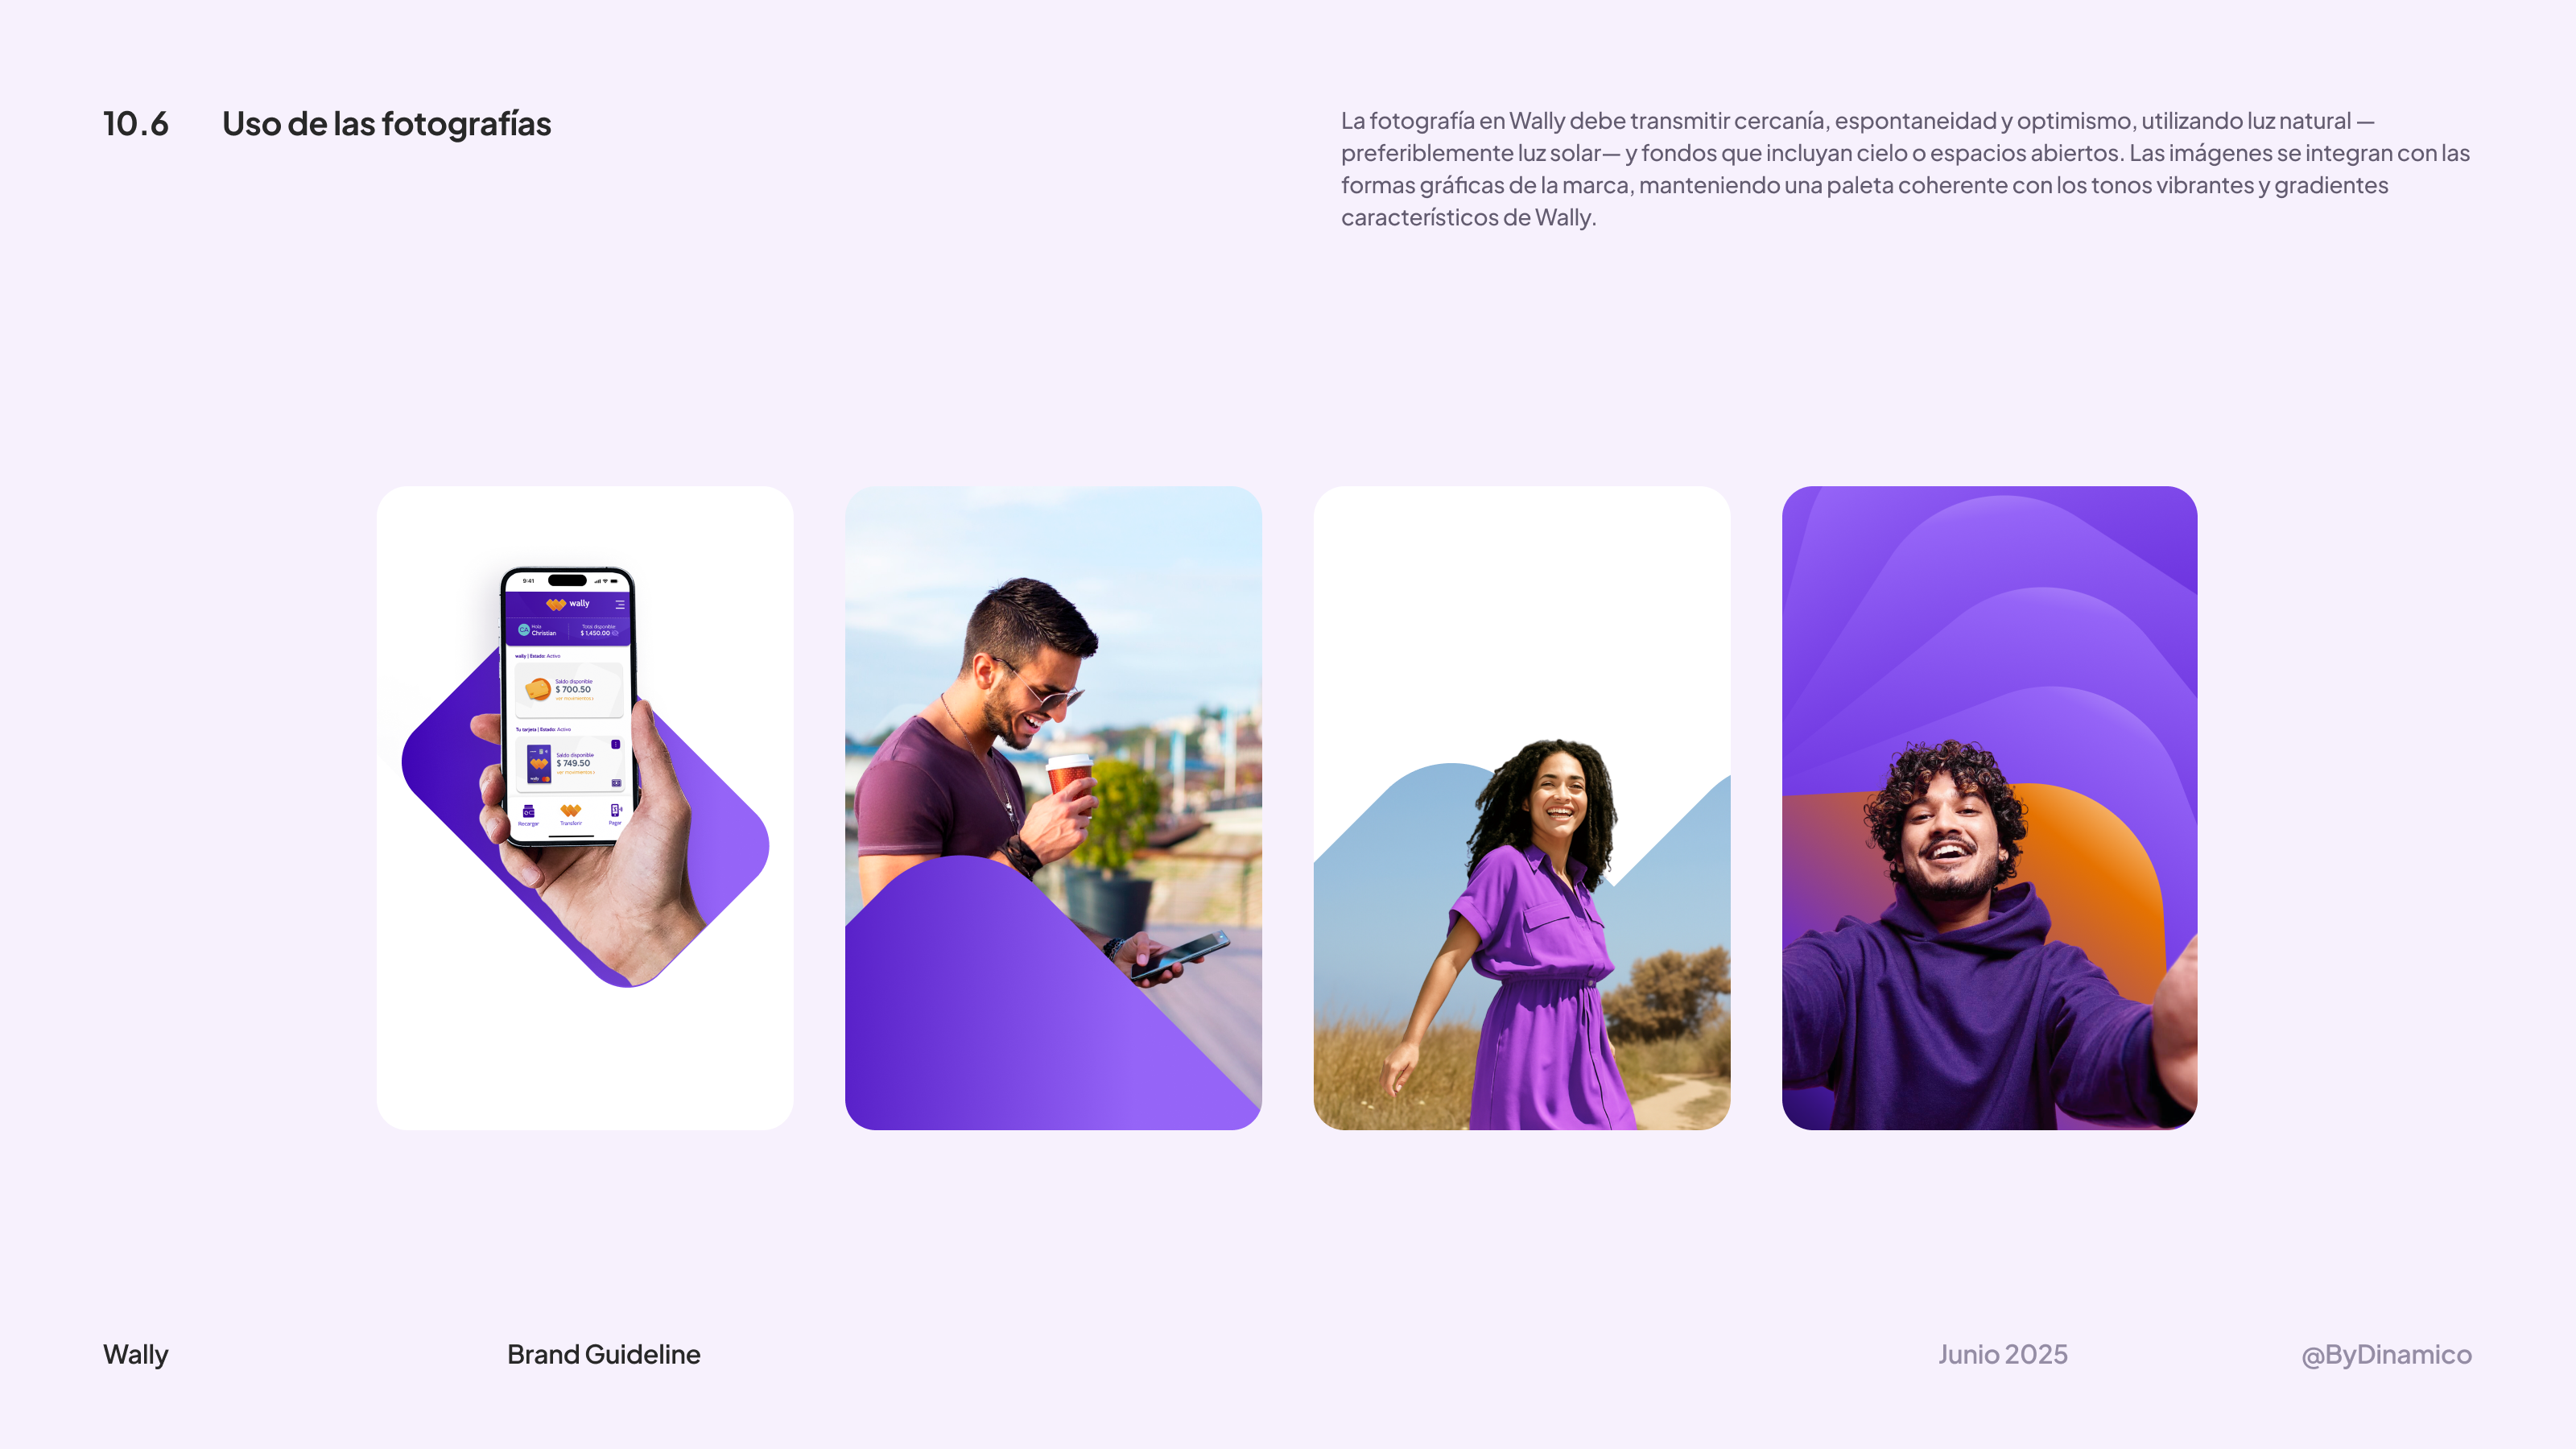 10.6 Uso de las fotografías
La fotografía en Wally debe transmitir cercanía, espontaneidad y optimismo, utilizando luz natural —
preferiblemente luz solar— y fondos que incluyan cielo o espacios abiertos. Las imágenes se integran con las
formas gráficas de la marca, manteniendo una paleta coherente con los tonos vibrantes y gradientes
característicos de Wally.
9:41
wally
CA
Hola
Christian
Total disponible
$ 1,450.00
wally | Estado: Activo
Saldo disponible
$ 700.50
Tu tarjeta | Estado: Activo
Saldo disponible
$ 749.50
Recargar Transferir Pagar
Wally Brand Guideline Junio 2025 @ByDinamico